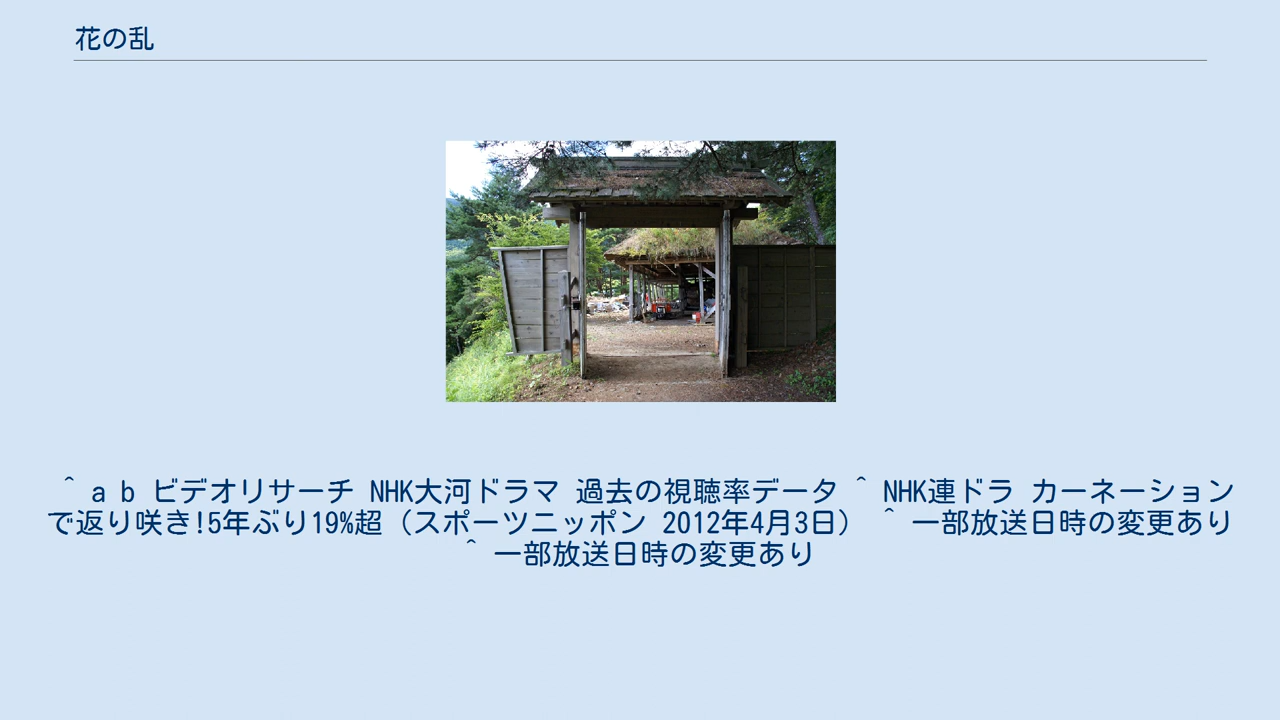 花の乱
^ a b ビデオリサーチ NHK大河ドラマ 過去の視聴率データ ^ NHK連ドラ カーネーション
で返り咲き!5年ぶり19%超（スポーツニッポン 2012年4月3日） ^ 一部放送日時の変更あり
^ 一部放送日時の変更あり